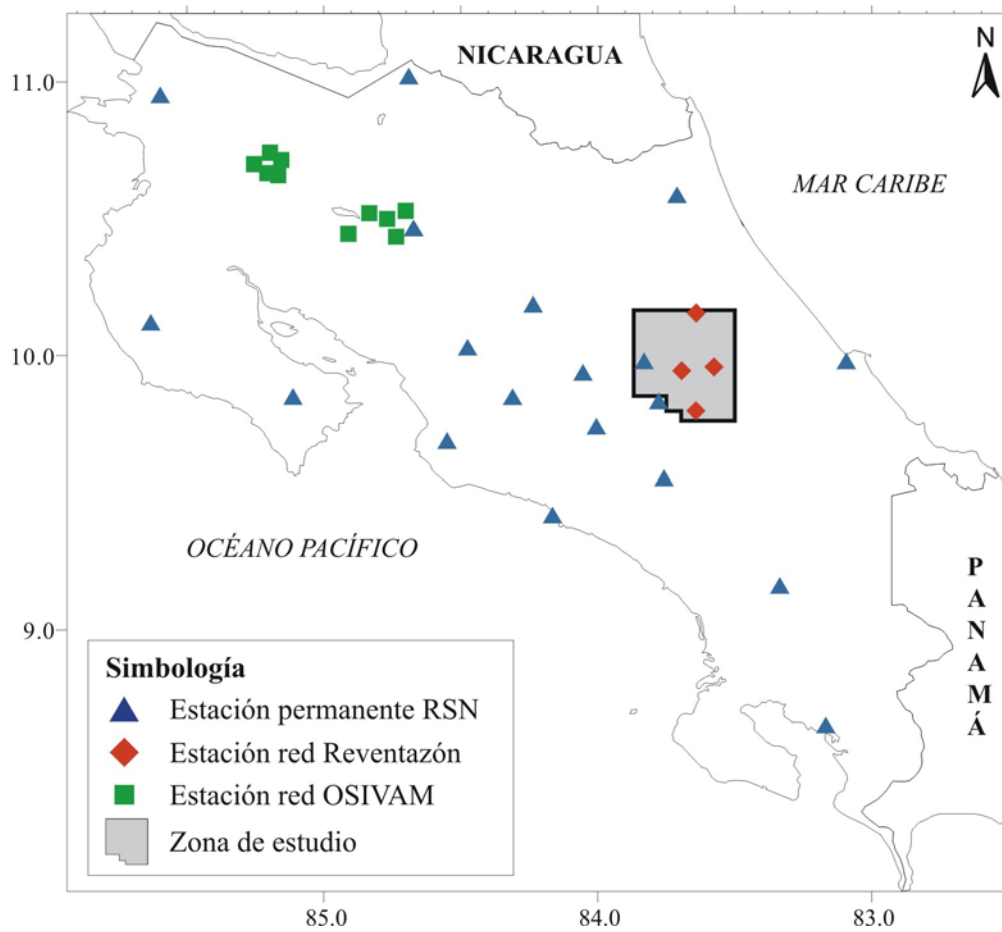 NICARAGUA
N
11.0
MAR CARIBE
10.0
OCÉANO PACÍFICO
PANAMÁ
9.0
Simbología
Estación permanente RSN
Estación red Reventazón
Estación red OSIVAM
Zona de estudio
85.0
84.0
83.0